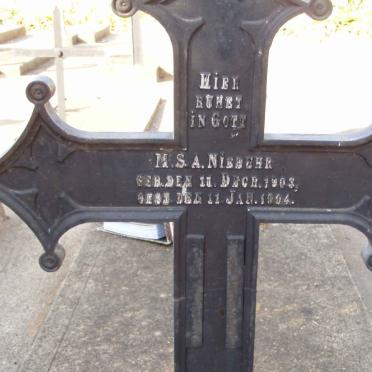 HIER
RUHET
IN GOTT
M.S.A. NIEBUHR
GEB. DEN 11. DECR. 1903,
GEST. DEN 11 JAN. 1904.